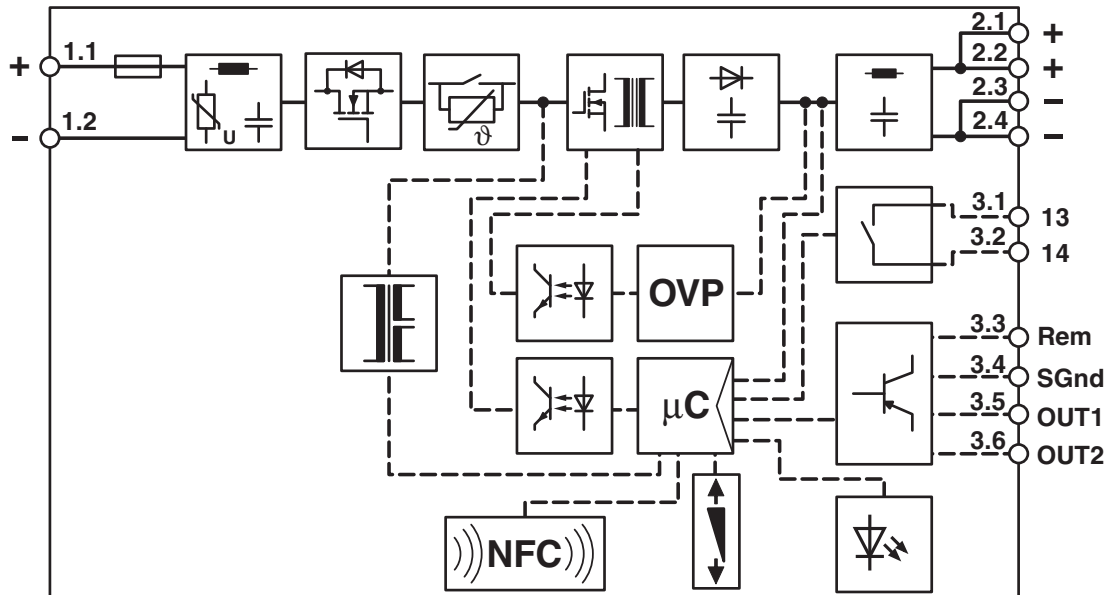 2.1
+
1.1
+
2.2
+
2.3
–
1.2
–
U
ϑ
2.4
–
3.1
13
3.2
14
OVP
3.3
Rem
3.4
SGnd
μC
3.5
OUT1
3.6
OUT2
NFC